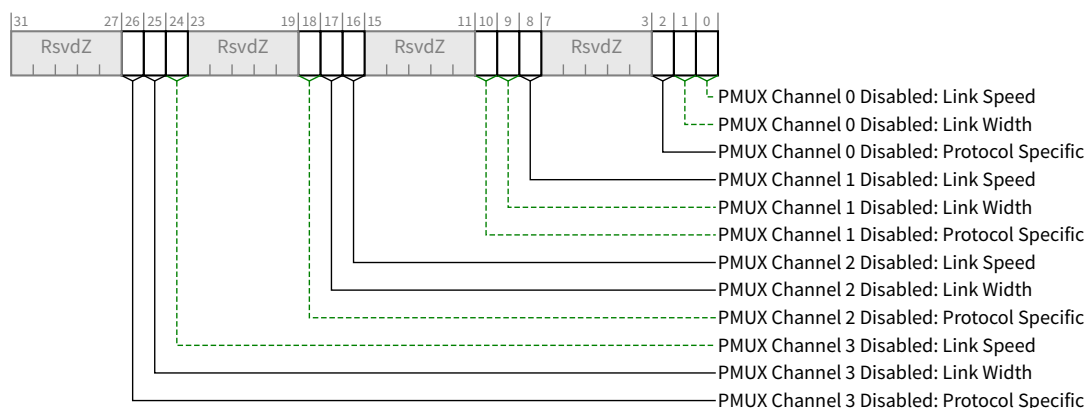 31 27 26 25 24 23 19 18 17 16 15 11 10 9 8 7 3 2 1 0
RsvdZ RsvdZ RsvdZ RsvdZ
PMUX Channel 0 Disabled: Link Speed
PMUX Channel 0 Disabled: Link Width
PMUX Channel 0 Disabled: Protocol Specific
PMUX Channel 1 Disabled: Link Speed
PMUX Channel 1 Disabled: Link Width
PMUX Channel 1 Disabled: Protocol Specific
PMUX Channel 2 Disabled: Link Speed
PMUX Channel 2 Disabled: Link Width
PMUX Channel 2 Disabled: Protocol Specific
PMUX Channel 3 Disabled: Link Speed
PMUX Channel 3 Disabled: Link Width
PMUX Channel 3 Disabled: Protocol Specific